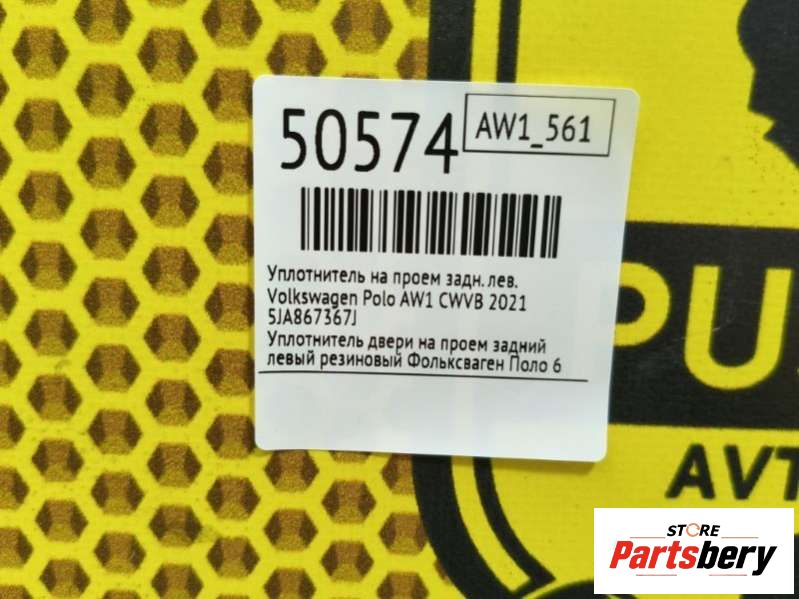 50574
AW1_561
Уплотнитель на проем задн. лев.
Volkswagen Polo AW1 CWVB 2021
5JA867367J
Уплотнитель двери на проем задний
левый резиновый Фольксваген Поло 6
PUS
AVT
STORE
Partsbery